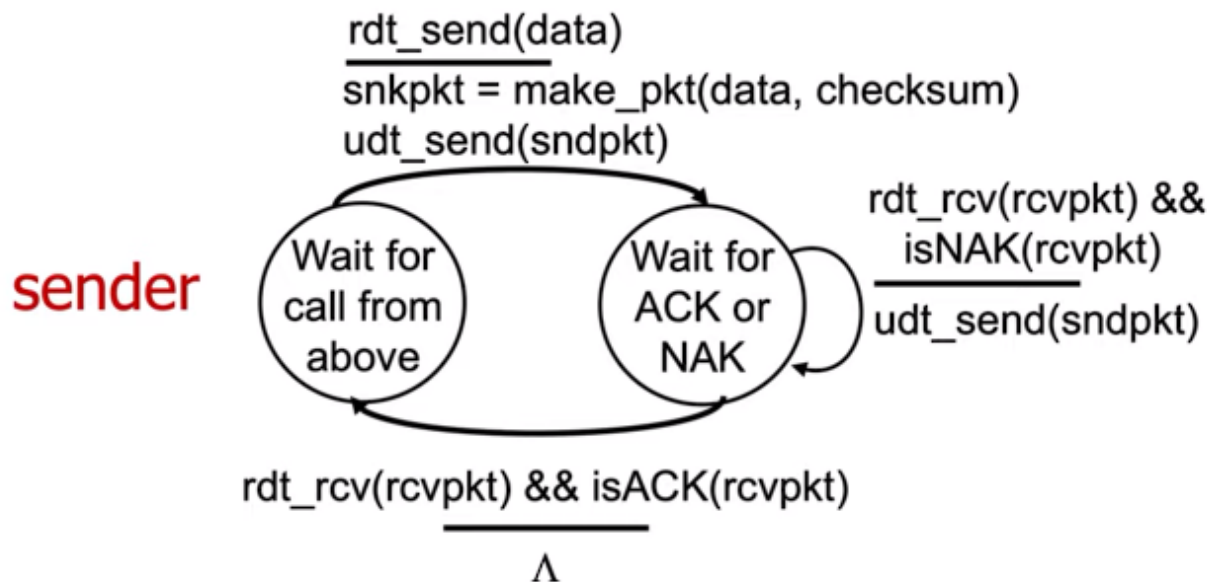 rdt_send(data)
snkpkt = make_pkt(data, checksum)
udt_send(sndpkt)
sender
Wait for
call from
above
Wait for
ACK or
NAK
rdt_rcv(rcvpkt) &&
isNAK(rcvpkt)
udt_send(sndpkt)
rdt_rcv(rcvpkt) && isACK(rcvpkt)
Λ